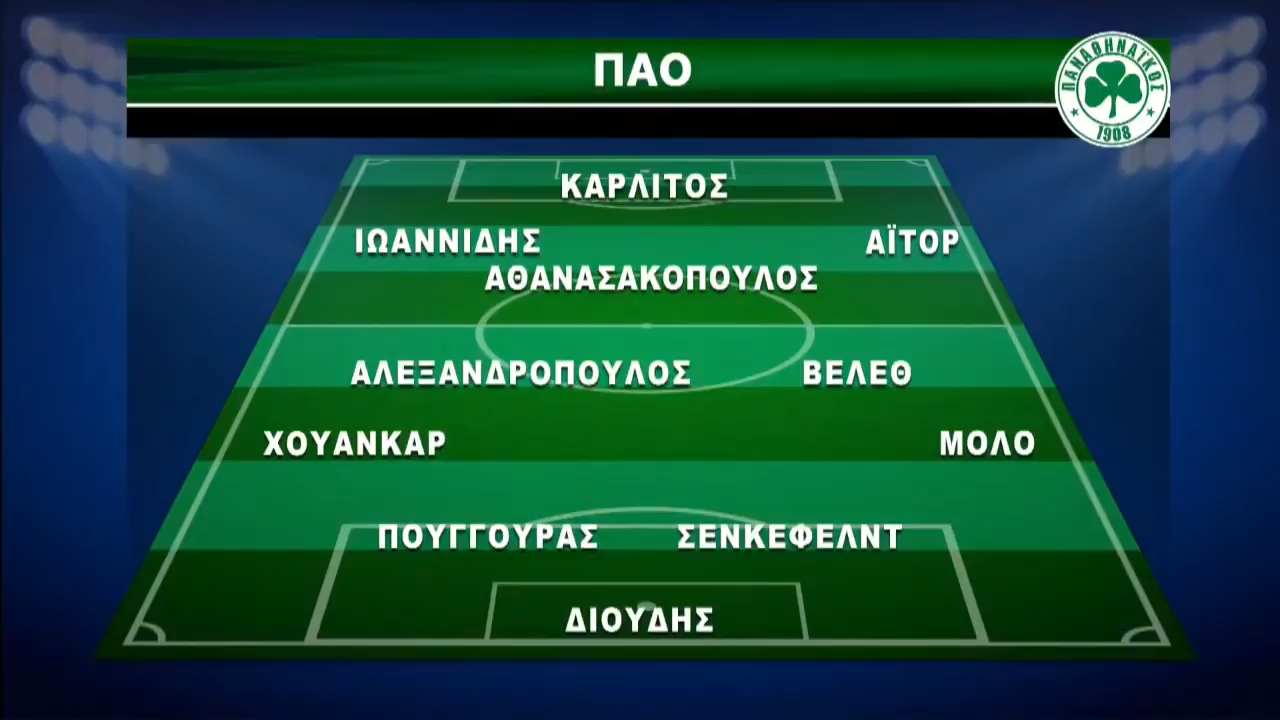 ΠΑΟ
ΠΑΝΑΘΗΝΑΪΚΟΣ
1908
ΚΑΡΛΙΤΟΣ
ΙΩΑΝΝΙΔΗΣ ΑΪΤΟΡ
ΑΘΑΝΑΣΑΚΟΠΟΥΛΟΣ
ΑΛΕΞΑΝΔΡΟΠΟΥΛΟΣ ΒΕΛΕΘ
ΧΟΥΑΝΚΑΡ ΜΟΛΟ
ΠΟΥΓΓΟΥΡΑΣ ΣΕΝΚΕΦΕΛΝΤ
ΔΙΟΥΔΗΣ